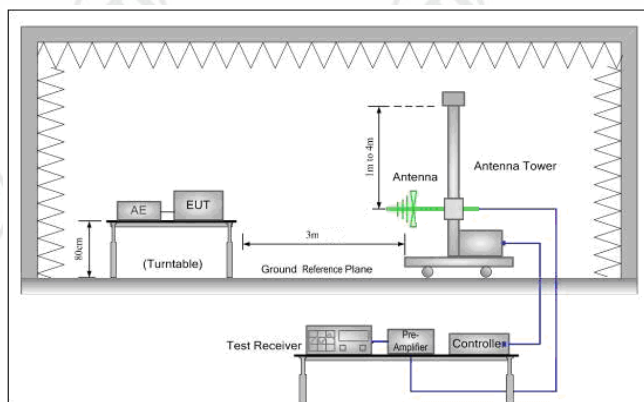 1m to 4m
Antenna
Antenna Tower
AE
EUT
80cm
(Turntable)
3m
Ground Reference Plane
Test Receiver
Pre-
Amplifier
Controller